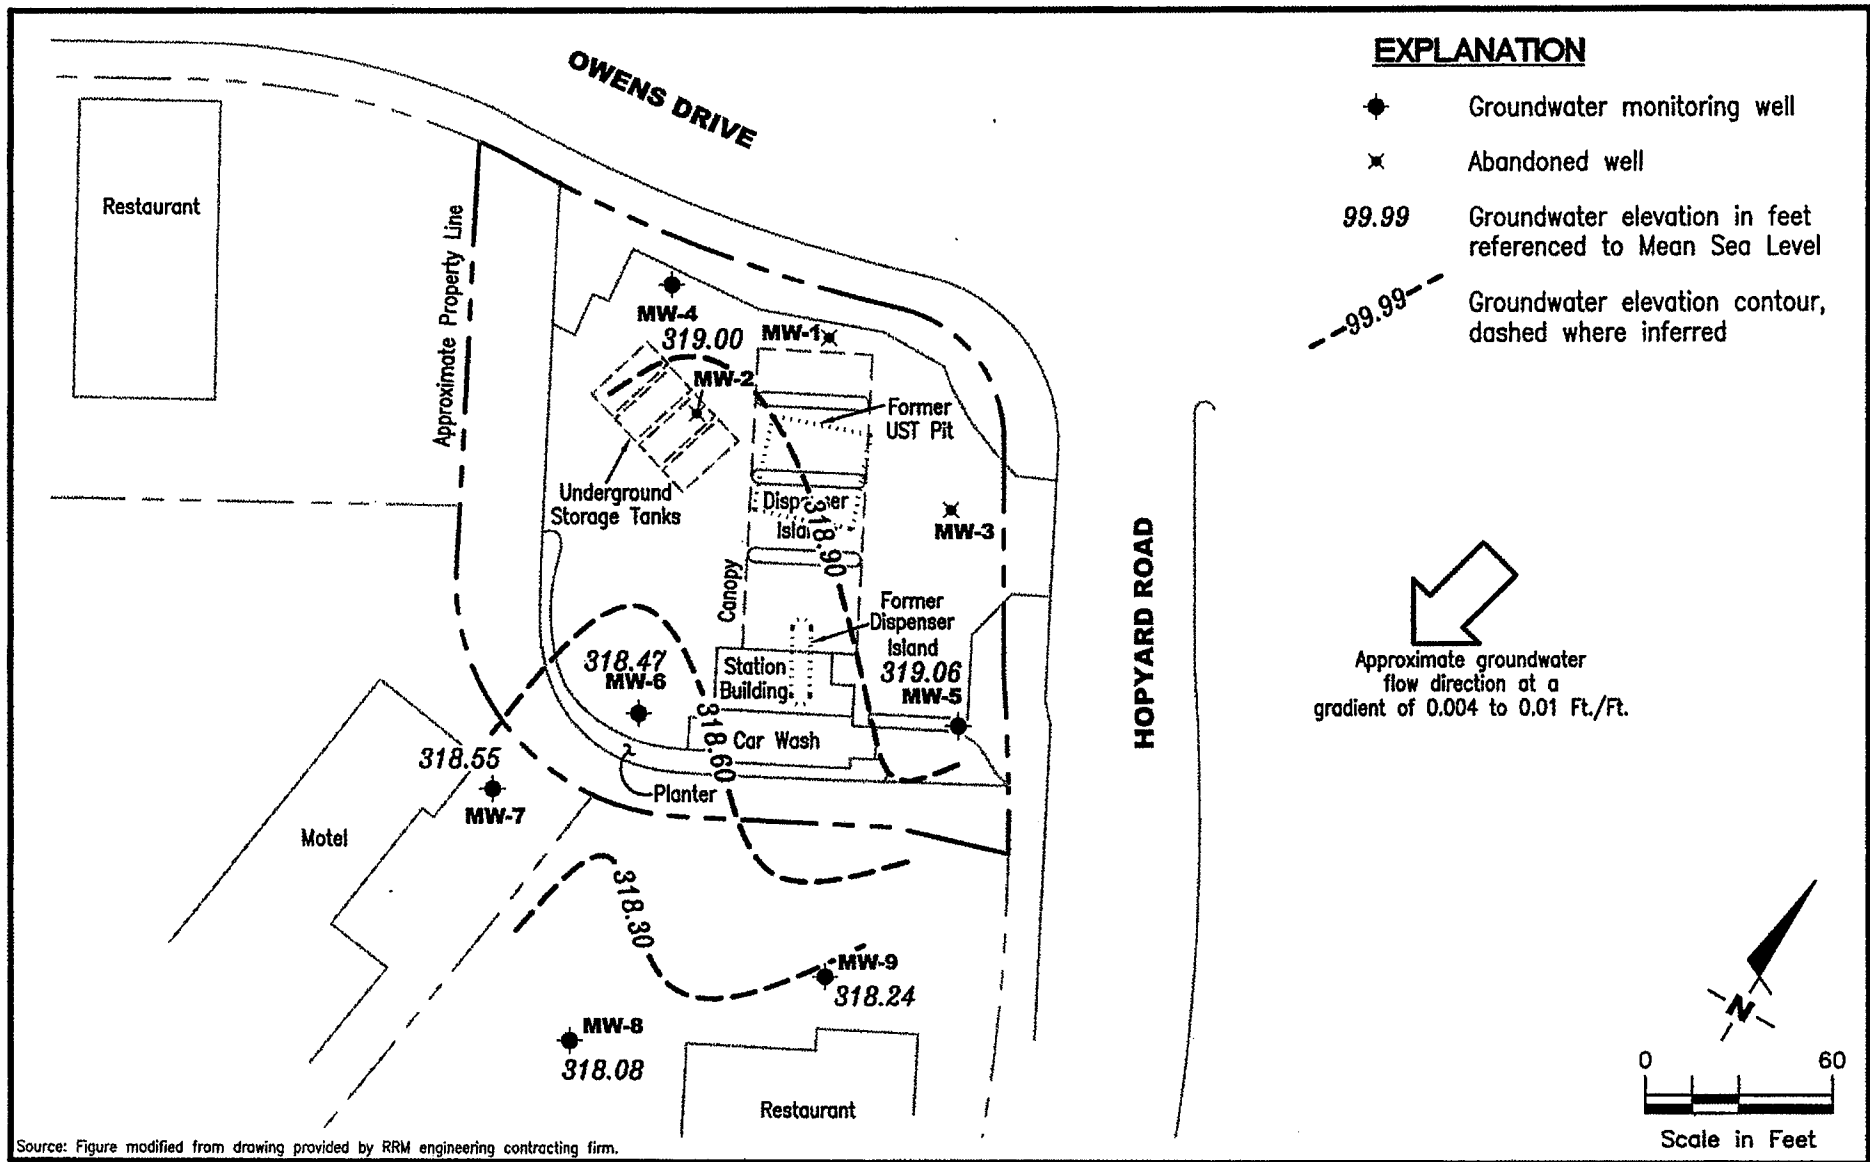 EXPLANATION
Groundwater monitoring well
Abandoned well
99.99
Groundwater elevation in feet
referenced to Mean Sea Level
99.99
Groundwater elevation contour,
dashed where inferred
OWENS DRIVE
Restaurant
Approximate Property Line
MW-4
319.00
MW-1
MW-2
Former
UST Pit
Underground
Storage Tanks
Dispenser
Island
318.90
MW-3
HOPYARD ROAD
Canopy
Former
Dispenser
Island
319.06
MW-5
318.47
MW-6
Station
Building
318.60
Car Wash
318.55
MW-7
Planter
Motel
318.30
MW-9
318.24
MW-8
318.08
Restaurant
Approximate groundwater
flow direction at a
gradient of 0.004 to 0.01 Ft./Ft.
N
0 60
Scale in Feet
Source: Figure modified from drawing provided by RRM engineering contracting firm.